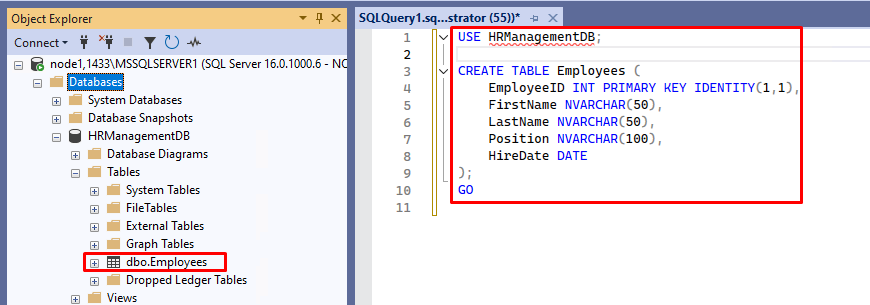 Object Explorer
Connect
node1,1433\MSSQLSERVER1 (SQL Server 16.0.1000.6 - NO
Databases
System Databases
Database Snapshots
HRManagementDB
Database Diagrams
Tables
System Tables
FileTables
External Tables
Graph Tables
dbo.Employees
Dropped Ledger Tables
Views
SQLQuery1.sq...strator (55))*
1 USE HRManagementDB;
2
3 CREATE TABLE Employees (
4 EmployeeID INT PRIMARY KEY IDENTITY(1,1),
5 FirstName NVARCHAR(50),
6 LastName NVARCHAR(50),
7 Position NVARCHAR(100),
8 HireDate DATE
9 );
10 GO
11